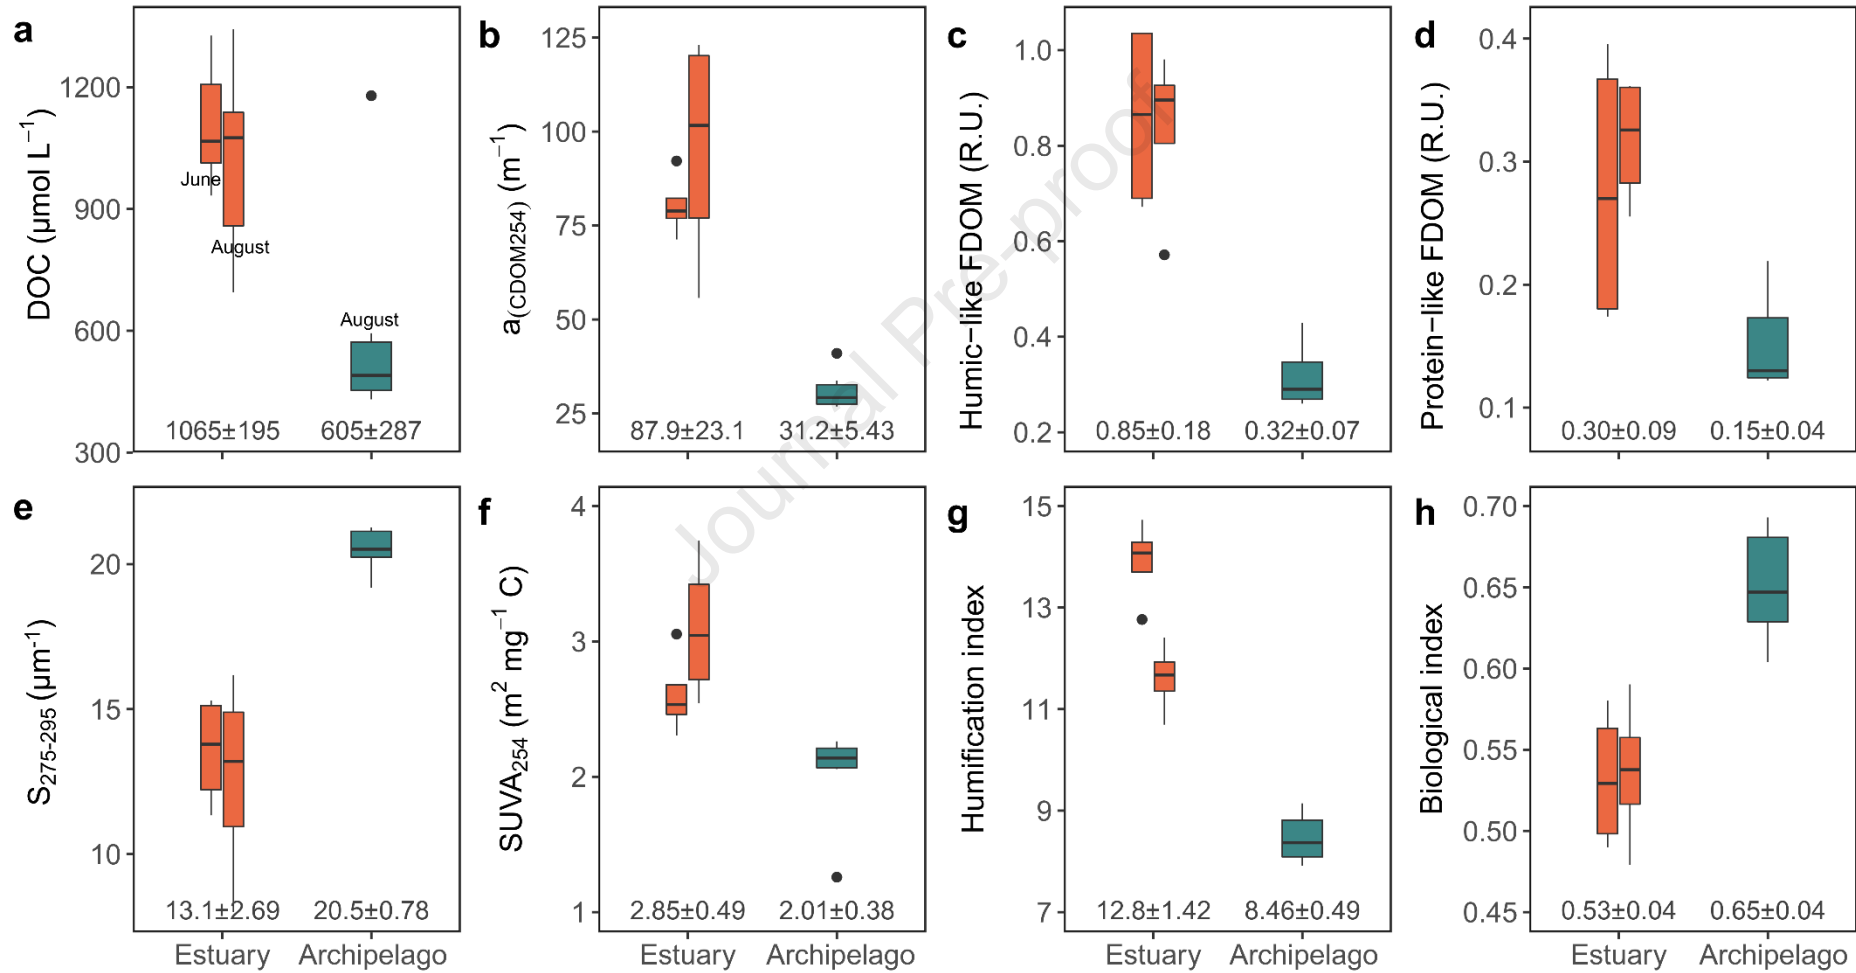 a
DOC (µmol L⁻¹)
1200
900
600
300
June
August
August
1065±195
605±287
b
a(CDOM254) (m⁻¹)
125
100
75
50
25
87.9±23.1
31.2±5.43
c
Humic−like FDOM (R.U.)
1.0
0.8
0.6
0.4
0.2
0.85±0.18
0.32±0.07
d
Protein−like FDOM (R.U.)
0.4
0.3
0.2
0.1
0.30±0.09
0.15±0.04
e
S275-295 (µm-1)
20
15
10
13.1±2.69
20.5±0.78
Estuary
Archipelago
f
SUVA254 (m² mg⁻¹ C)
4
3
2
1
2.85±0.49
2.01±0.38
Estuary
Archipelago
g
Humification index
15
13
11
9
7
12.8±1.42
8.46±0.49
Estuary
Archipelago
h
Biological index
0.70
0.65
0.60
0.55
0.50
0.45
0.53±0.04
0.65±0.04
Estuary
Archipelago
Journal Pre-proof